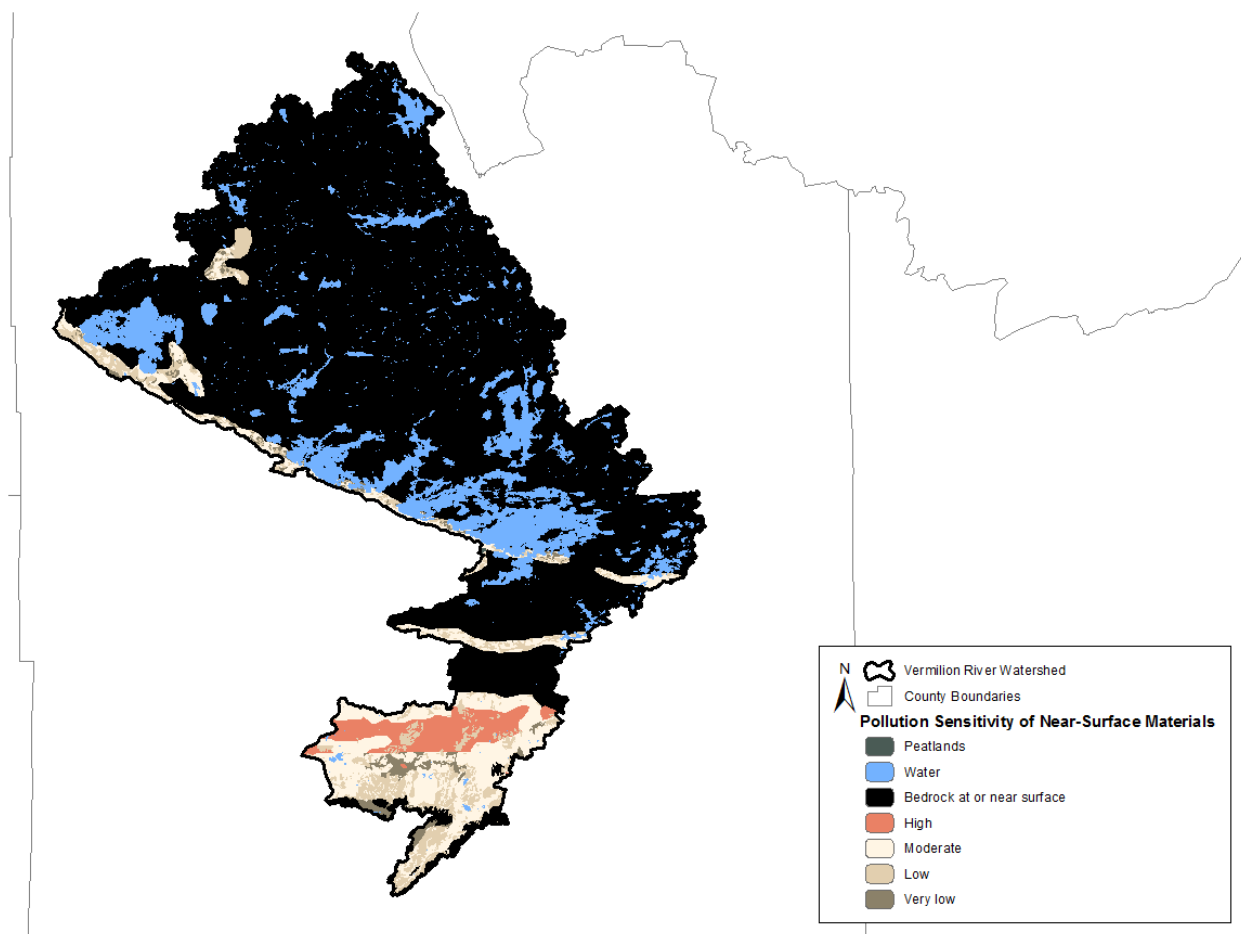 N
Vermilion River Watershed
County Boundaries
Pollution Sensitivity of Near-Surface Materials
Peatlands
Water
Bedrock at or near surface
High
Moderate
Low
Very low